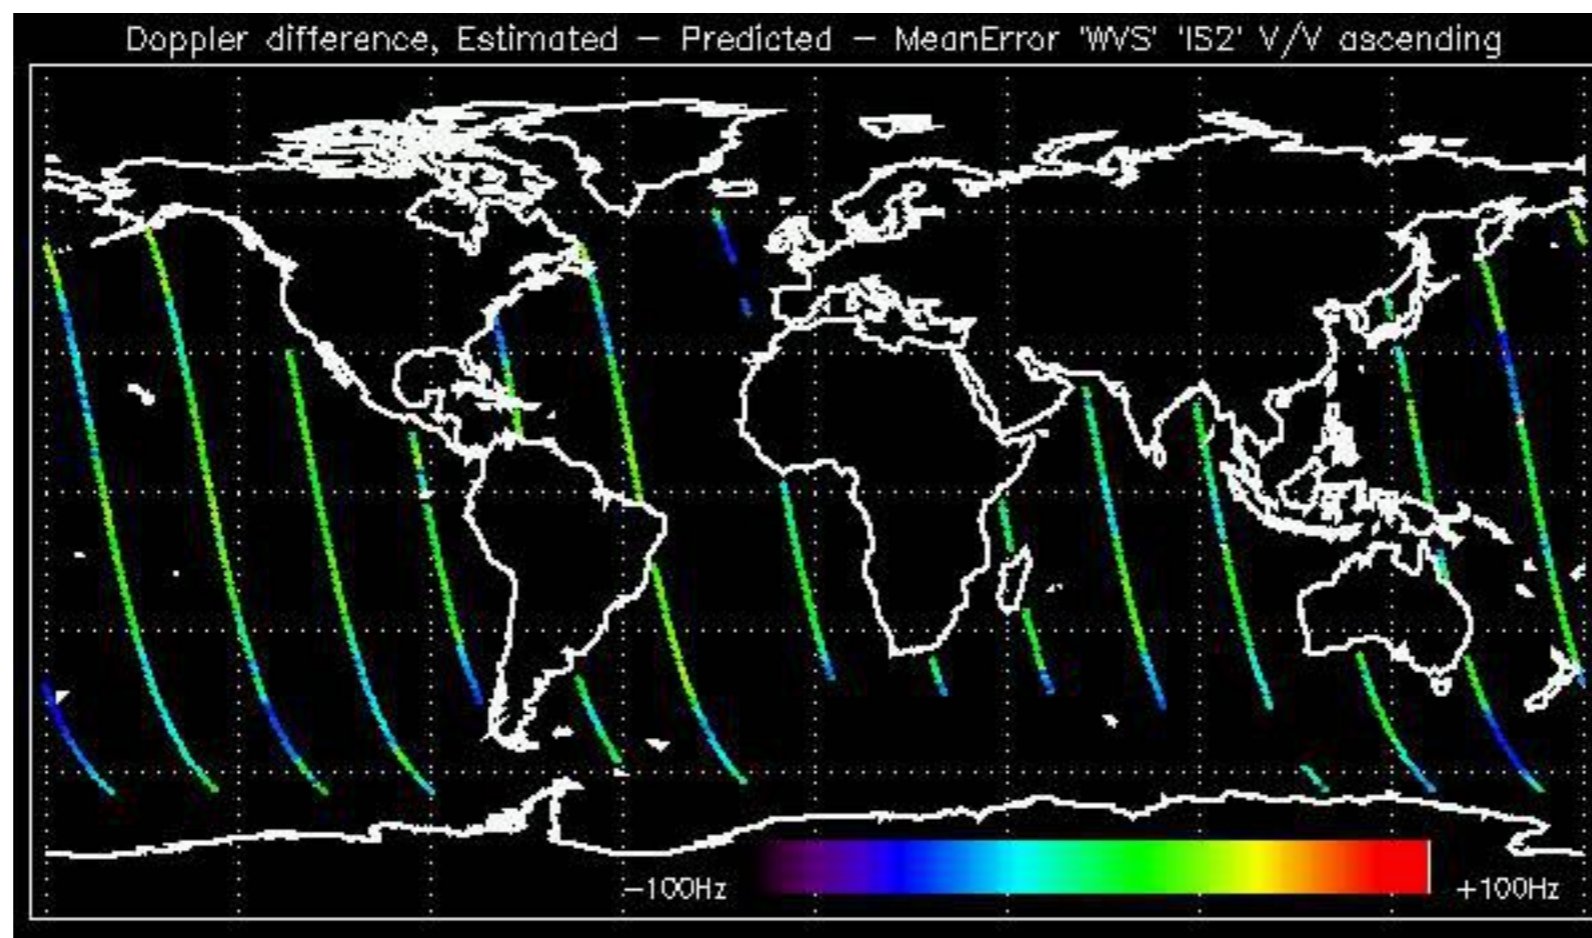 Doppler difference, Estimated - Predicted - MeanError 'WVS' 'IS2' V/V ascending
-100Hz
+100Hz